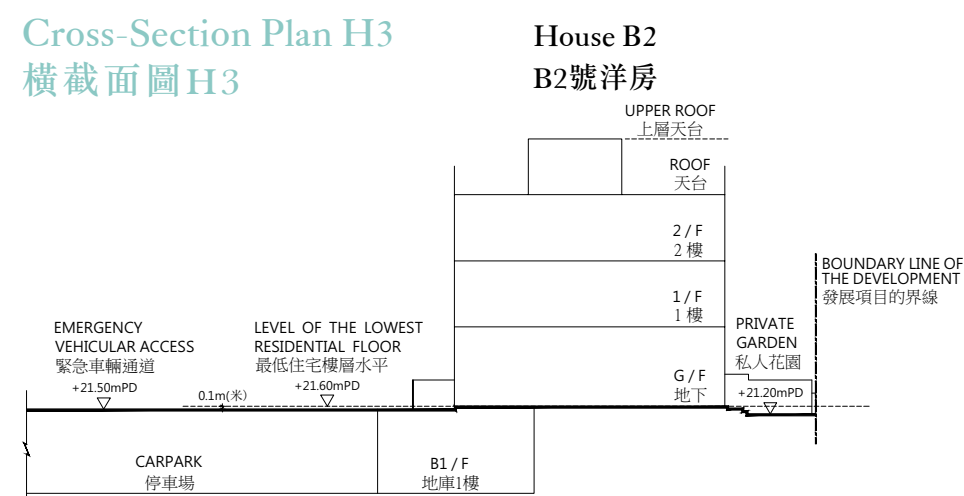 Cross-Section Plan H3
橫截面圖H3
House B2
B2號洋房
UPPER ROOF
上層天台
ROOF
天台
2 / F
2 樓
1 / F
1 樓
G / F
地下
BOUNDARY LINE OF
THE DEVELOPMENT
發展項目的界線
PRIVATE
GARDEN
私人花園
+21.20mPD
EMERGENCY
VEHICULAR ACCESS
緊急車輛通道
+21.50mPD
0.1m(米)
LEVEL OF THE LOWEST
RESIDENTIAL FLOOR
最低住宅樓層水平
+21.60mPD
CARPARK
停車場
B1 / F
地庫1樓